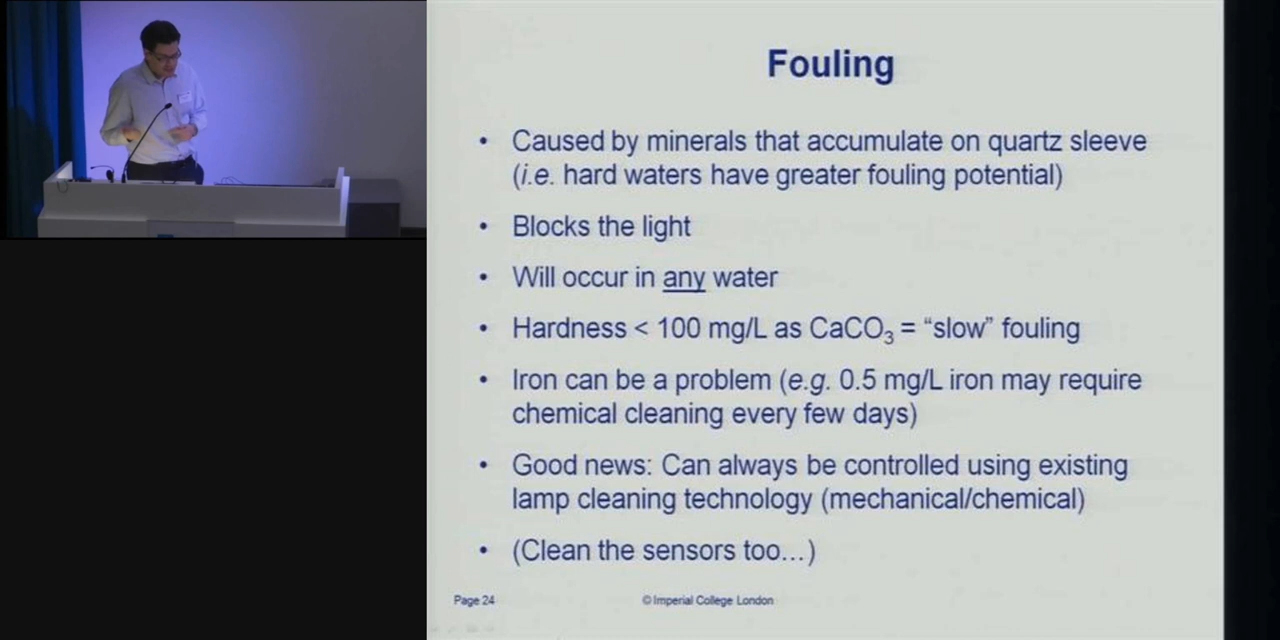 Fouling
• Caused by minerals that accumulate on quartz sleeve
(i.e. hard waters have greater fouling potential)
• Blocks the light
• Will occur in any water
• Hardness < 100 mg/L as CaCO₃ = “slow” fouling
• Iron can be a problem (e.g. 0.5 mg/L iron may require
chemical cleaning every few days)
• Good news: Can always be controlled using existing
lamp cleaning technology (mechanical/chemical)
• (Clean the sensors too…)
Page 24
© Imperial College London